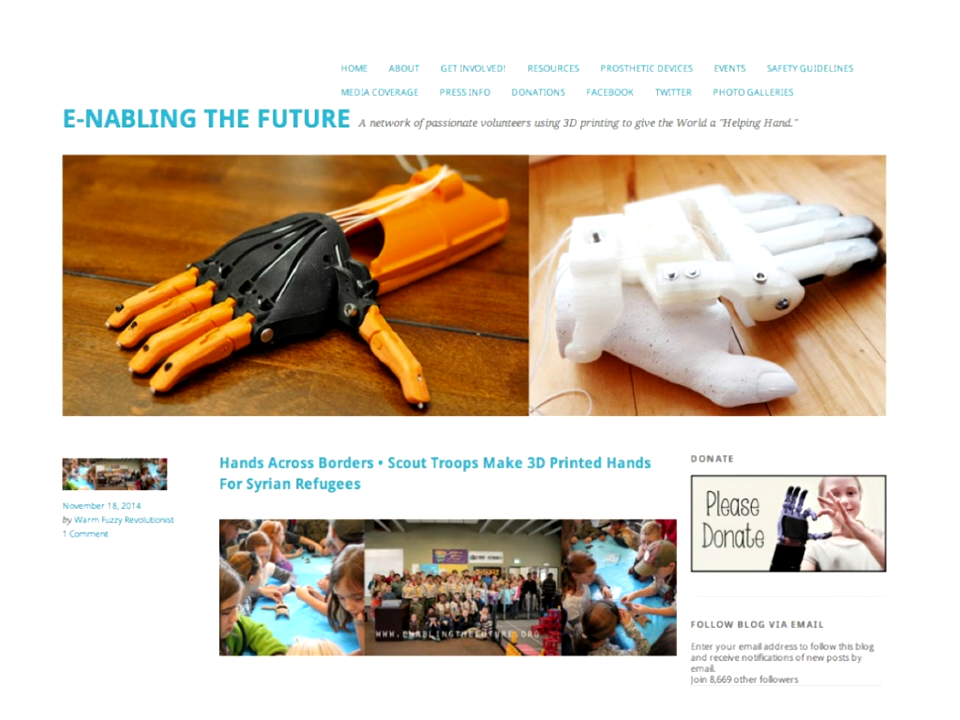 HOME ABOUT GET INVOLVED! RESOURCES PROSTHETIC DEVICES EVENTS SAFETY GUIDELINES
MEDIA COVERAGE PRESS INFO DONATIONS FACEBOOK TWITTER PHOTO GALLERIES
E-NABLING THE FUTURE A network of passionate volunteers using 3D printing to give the World a "Helping Hand."
November 18, 2014
by Warm Fuzzy Revolutionist
1 Comment
Hands Across Borders • Scout Troops Make 3D Printed Hands
For Syrian Refugees
WWW.ENABLINGTHEFUTURE.ORG
DONATE
Please
Donate
FOLLOW BLOG VIA EMAIL
Enter your email address to follow this blog
and receive notifications of new posts by
email.
Join 8,669 other followers